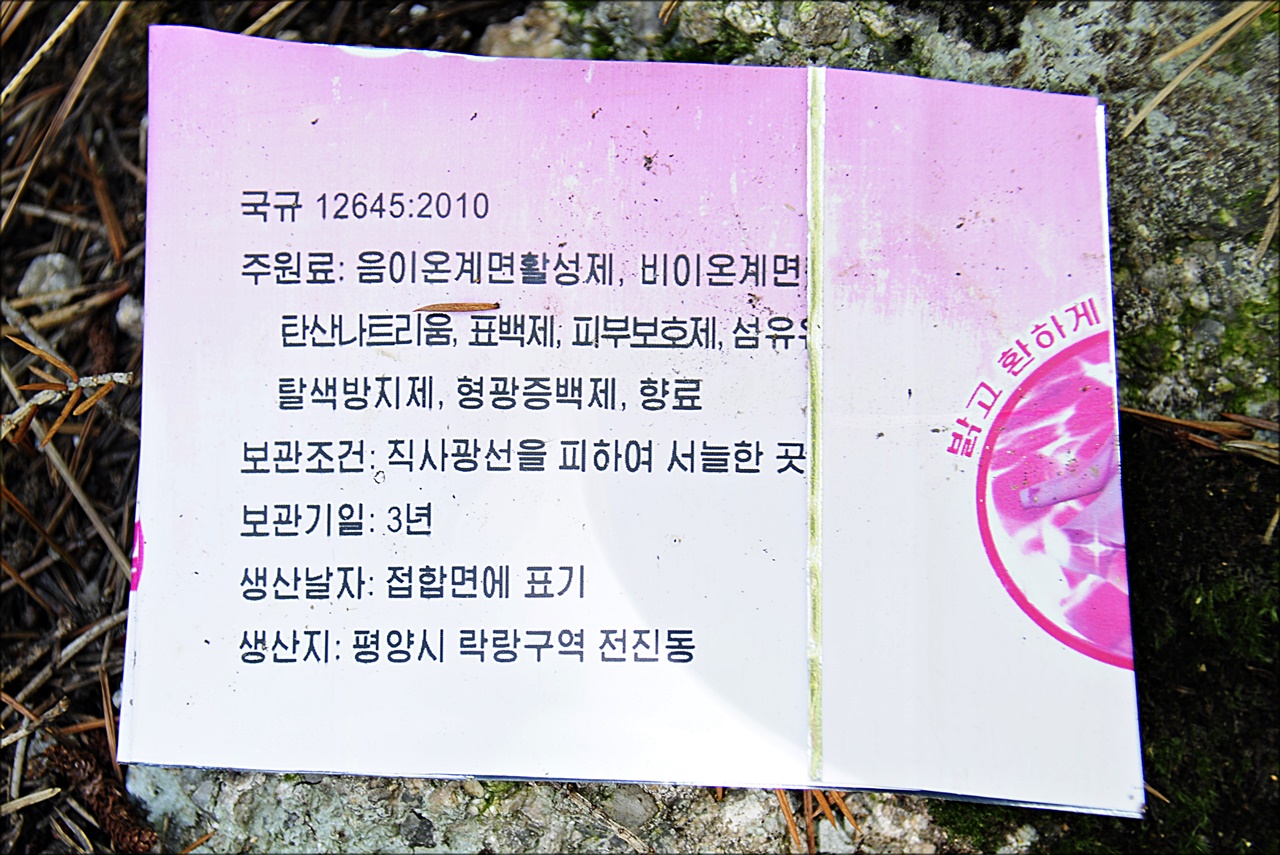 국규 12645:2010
주원료: 음이온계면활성제, 비이온계면
탄산나트리움, 표백제, 피부보호제, 섬유
탈색방지제, 형광증백제, 향료
보관조건: 직사광선을 피하여 서늘한 곳
보관기일: 3년
생산날자: 접합면에 표기
생산지: 평양시 락랑구역 전진동
밝고 환하게